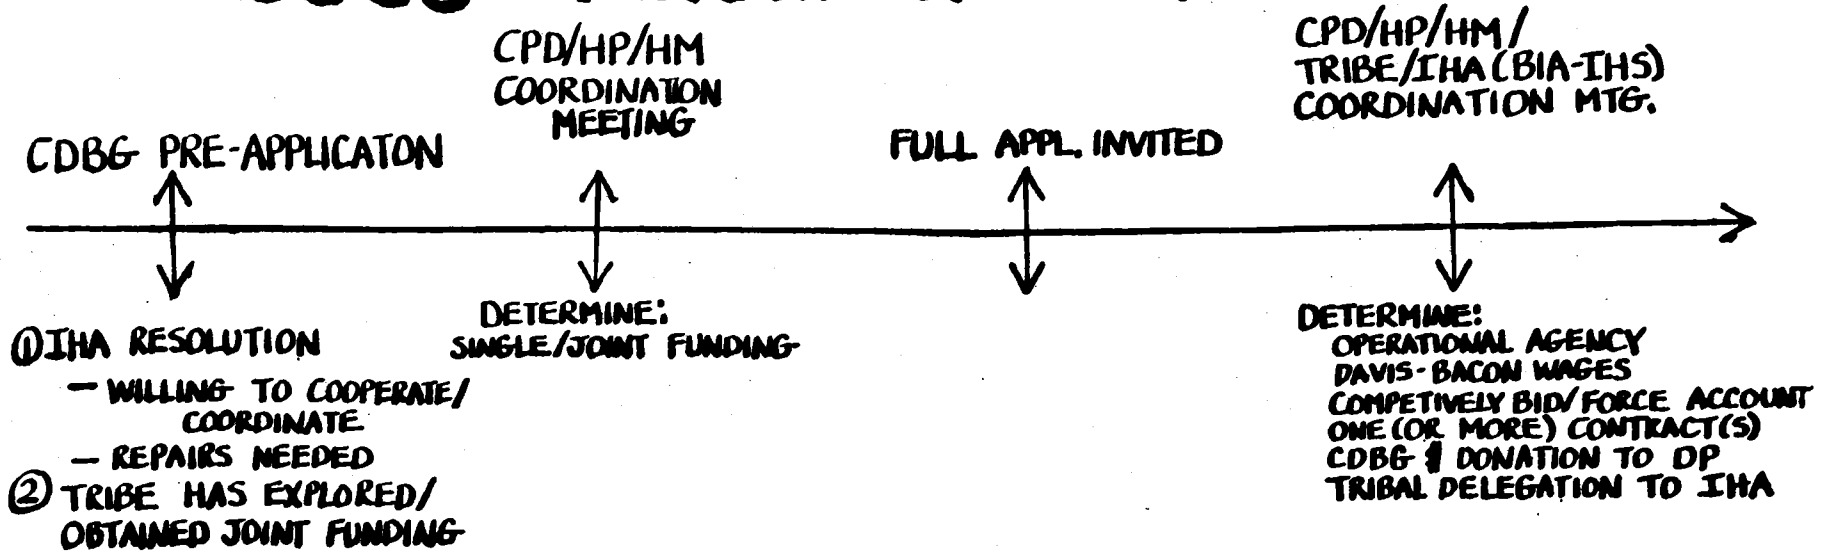 CDBG PRE-APPLICATON
CPD/HP/HM
COORDINATION
MEETING
FULL APPL. INVITED
CPD/HP/HM/
TRIBE/IHA (BIA-IHS)
COORDINATION MTG.
① IHA RESOLUTION
— WILLING TO COOPERATE/
COORDINATE
— REPAIRS NEEDED
② TRIBE HAS EXPLORED/
OBTAINED JOINT FUNDING
DETERMINE:
SINGLE/JOINT FUNDING
DETERMINE:
OPERATIONAL AGENCY
DAVIS-BACON WAGES
COMPETIVELY BID/FORCE ACCOUNT
ONE (OR MORE) CONTRACT(S)
CDBG DONATION TO DP
TRIBAL DELEGATION TO IHA